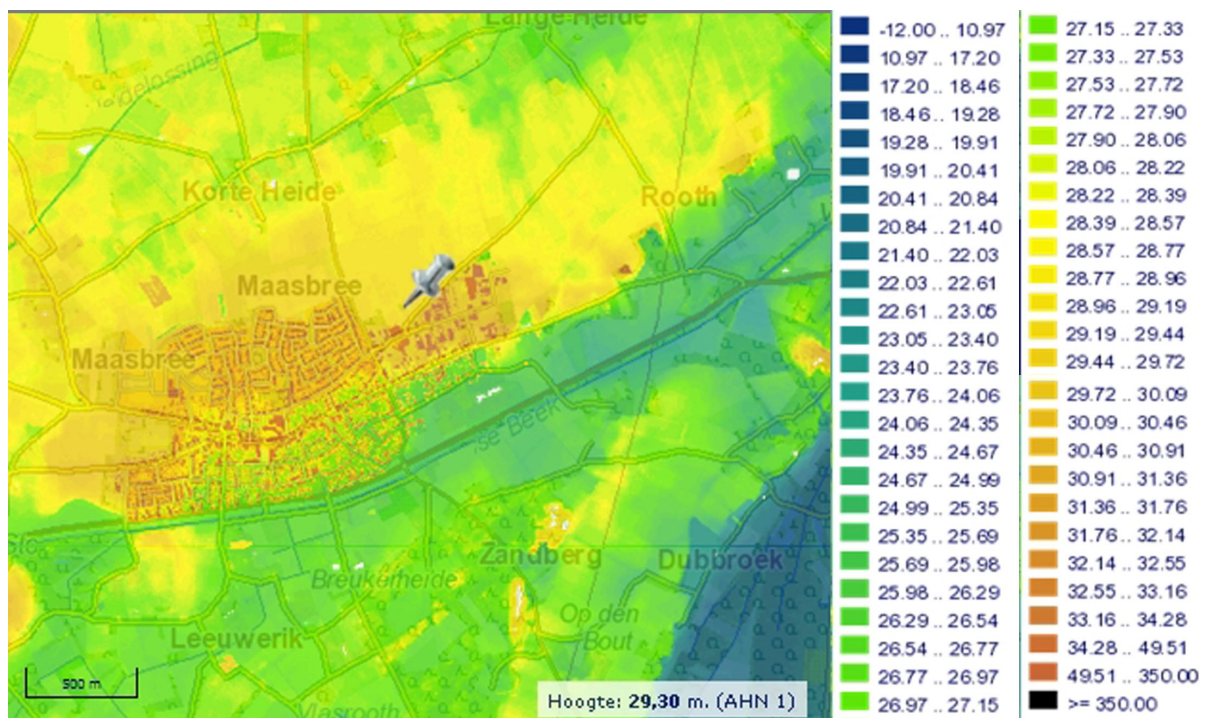 Lange Heide
Korte Heide
Rooth
Maasbree
Maasbree
se Beek
Zandberg
Dubbroek
Breukerheide
Op den
Bout
Leeuwerik
500 m
Hoogte: 29,30 m. (AHN 1)
Vlasrooth
-12.00 .. 10.97
10.97 .. 17.20
17.20 .. 18.46
18.46 .. 19.28
19.28 .. 19.91
19.91 .. 20.41
20.41 .. 20.84
20.84 .. 21.40
21.40 .. 22.03
22.03 .. 22.61
22.61 .. 23.05
23.05 .. 23.40
23.40 .. 23.76
23.76 .. 24.06
24.06 .. 24.35
24.35 .. 24.67
24.67 .. 24.99
24.99 .. 25.35
25.35 .. 25.69
25.69 .. 25.98
25.98 .. 26.29
26.29 .. 26.54
26.54 .. 26.77
26.77 .. 26.97
26.97 .. 27.15
27.15 .. 27.33
27.33 .. 27.53
27.53 .. 27.72
27.72 .. 27.90
27.90 .. 28.06
28.06 .. 28.22
28.22 .. 28.39
28.39 .. 28.57
28.57 .. 28.77
28.77 .. 28.96
28.96 .. 29.19
29.19 .. 29.44
29.44 .. 29.72
29.72 .. 30.09
30.09 .. 30.46
30.46 .. 30.91
30.91 .. 31.36
31.36 .. 31.76
31.76 .. 32.14
32.14 .. 32.55
32.55 .. 33.16
33.16 .. 34.28
34.28 .. 49.51
49.51 .. 350.00
>= 350.00